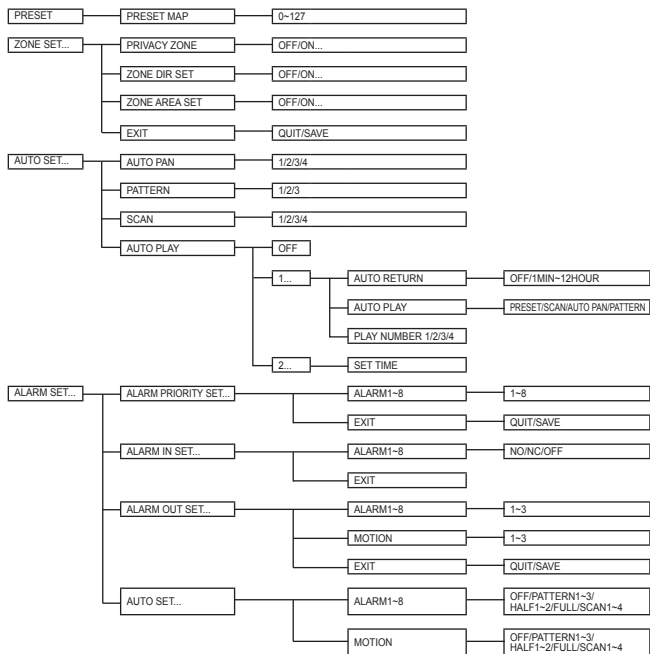 PRESET PRESET MAP 0~127
ZONE SET... PRIVACY ZONE OFF/ON...
ZONE DIR SET OFF/ON...
ZONE AREA SET OFF/ON...
EXIT QUIT/SAVE
AUTO SET... AUTO PAN 1/2/3/4
PATTERN 1/2/3
SCAN 1/2/3/4
AUTO PLAY OFF
1... AUTO RETURN OFF/1MIN~12HOUR
AUTO PLAY PRESET/SCAN/AUTO PAN/PATTERN
PLAY NUMBER 1/2/3/4
2... SET TIME
ALARM SET... ALARM PRIORITY SET... ALARM1~8 1~8
EXIT QUIT/SAVE
ALARM IN SET... ALARM1~8 NO/NC/OFF
EXIT
ALARM OUT SET... ALARM1~8 1~3
MOTION 1~3
EXIT QUIT/SAVE
AUTO SET... ALARM1~8 OFF/PATTERN1~3/
HALF1~2/FULL/SCAN1~4
MOTION OFF/PATTERN1~3/
HALF1~2/FULL/SCAN1~4